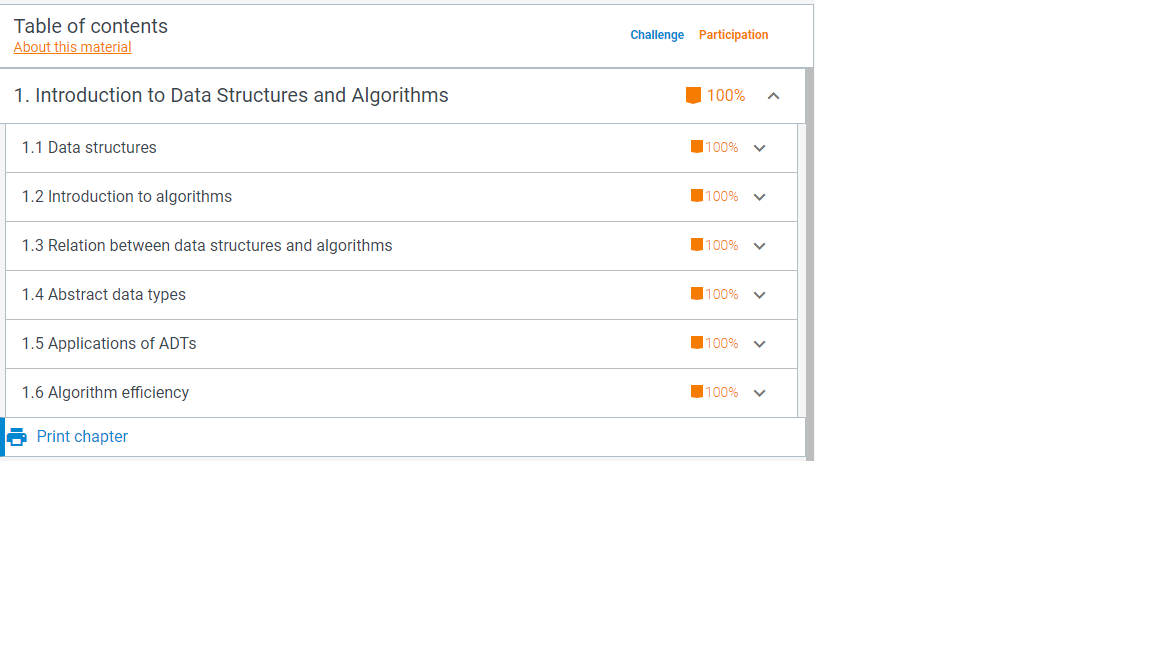 Table of contents
About this material
Challenge Participation
1. Introduction to Data Structures and Algorithms 100%
1.1 Data structures 100%
1.2 Introduction to algorithms 100%
1.3 Relation between data structures and algorithms 100%
1.4 Abstract data types 100%
1.5 Applications of ADTs 100%
1.6 Algorithm efficiency 100%
Print chapter